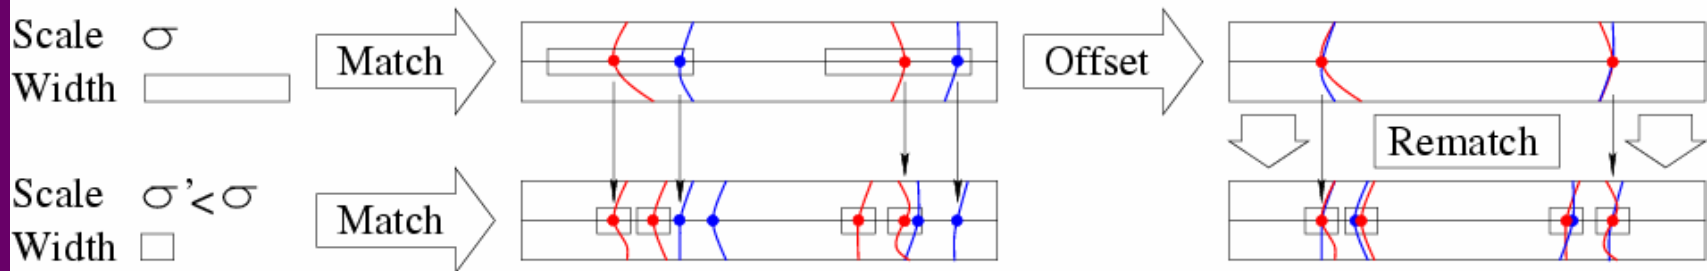 Scale σ
Width
Match
Offset
Rematch
Scale σ'<σ
Width
Match